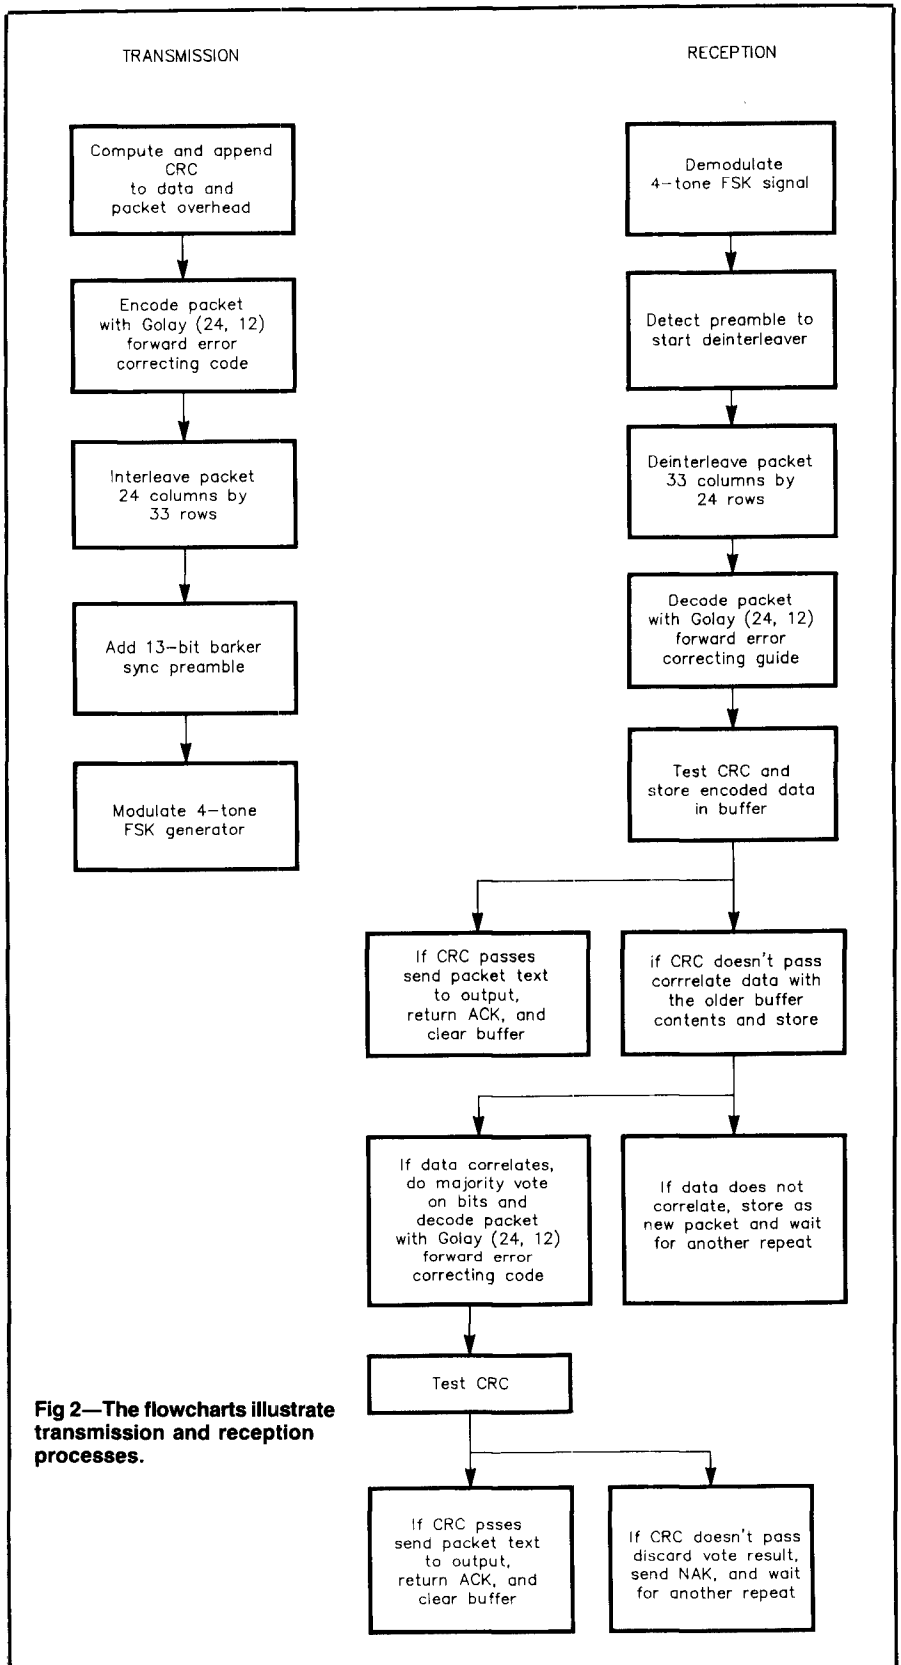 TRANSMISSION
Compute and append
CRC
to data and
packet overhead
Encode packet
with Golay (24, 12)
forward error
correcting code
Interleave packet
24 columns by
33 rows
Add 13-bit barker
sync preamble
Modulate 4-tone
FSK generator
RECEPTION
Demodulate
4-tone FSK signal
Detect preamble to
start deinterleaver
Deinterleave packet
33 columns by
24 rows
Decode packet
with Golay (24, 12)
forward error
correcting guide
Test CRC and
store encoded data
in buffer
If CRC passes
send packet text
to output,
return ACK, and
clear buffer
if CRC doesn't pass
corrrelate data with
the older buffer
contents and store
If data correlates,
do majority vote
on bits and
decode packet
with Golay (24, 12)
forward error
correcting code
If data does not
correlate, store as
new packet and wait
for another repeat
Test CRC
If CRC psses
send packet text
to output,
return ACK, and
clear buffer
If CRC doesn't pass
discard vote result,
send NAK, and wait
for another repeat
Fig 2—The flowcharts illustrate
transmission and reception
processes.